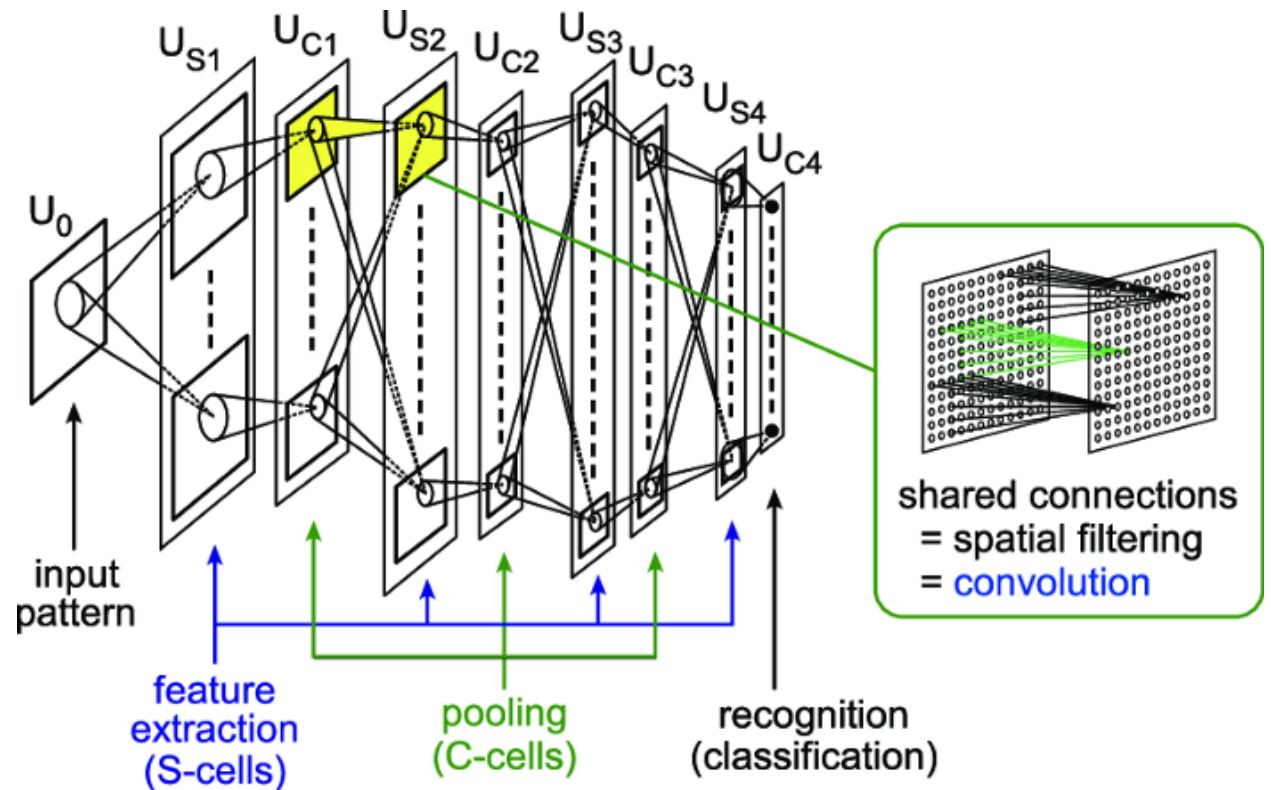 U0
US1
UC1
US2
UC2
US3
UC3
US4
UC4
input
pattern
feature
extraction
(S-cells)
pooling
(C-cells)
recognition
(classification)
shared connections
= spatial filtering
= convolution